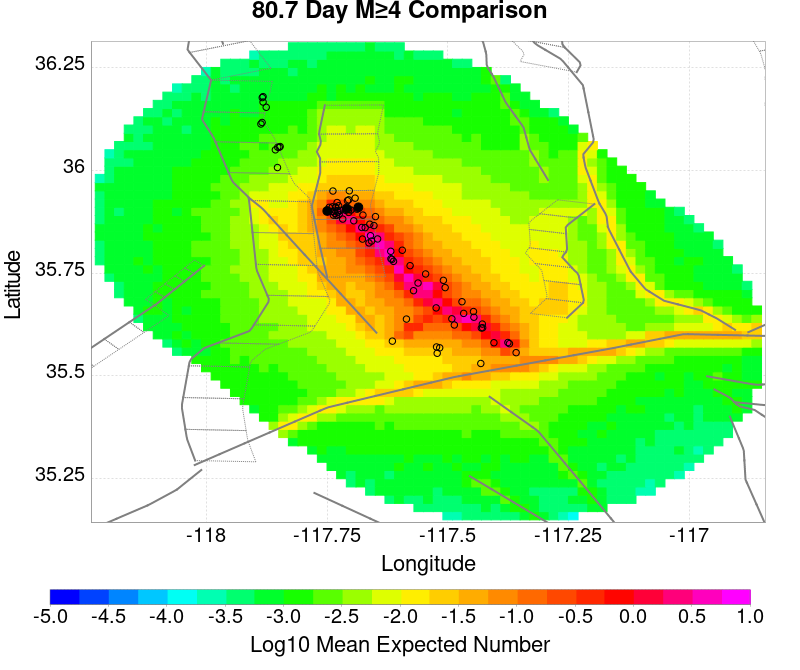 80.7 Day M≥4 Comparison
36.25
36
35.75
35.5
35.25
Latitude
-118 -117.75 -117.5 -117.25 -117
Longitude
-5.0 -4.5 -4.0 -3.5 -3.0 -2.5 -2.0 -1.5 -1.0 -0.5 0.0 0.5 1.0
Log10 Mean Expected Number